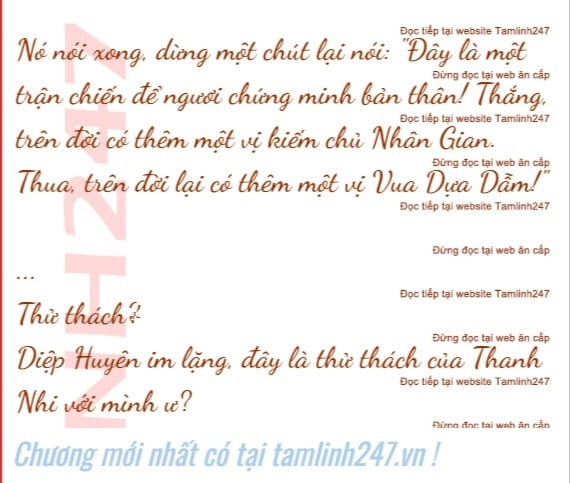 Đọc tiếp tại website Tamlinh247
Nó nói xong, dừng một chút lại nói: "Đây là một
Đừng đọc tại web ăn cắp
trận chiến để ngươi chứng minh bản thân! Thắng,
Đọc tiếp tại website Tamlinh247
trên đời có thêm một vị kiếm chủ Nhân Gian.
Đừng đọc tại web ăn cắp
Thua, trên đời lại có thêm một vị Vua Dựa Dẫm!"
Đọc tiếp tại website Tamlinh247
Đừng đọc tại web ăn cắp
...
Đọc tiếp tại website Tamlinh247
Thử thách?
Đừng đọc tại web ăn cắp
Diệp Huyên im lặng, đây là thử thách của Thanh
Đọc tiếp tại website Tamlinh247
Nhi với mình ư?
Đừng đọc tại web ăn cắp
Chương mới nhất có tại tamlinh247.vn !
NH247